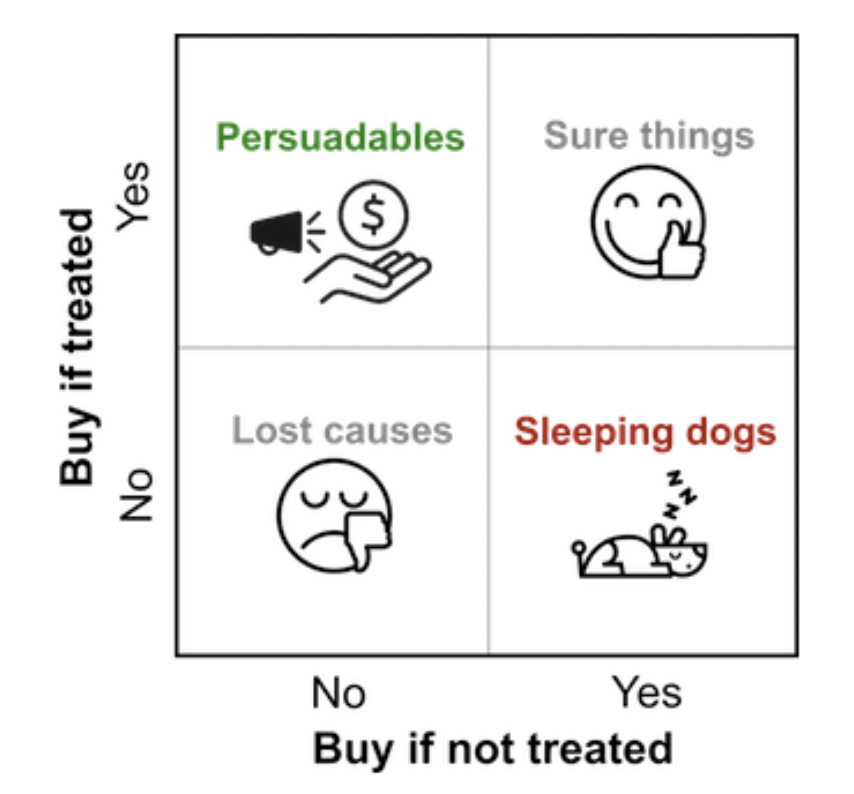 Buy if treated
Yes
No
Persuadables
Sure things
$
Lost causes
Sleeping dogs
z
z
z
No
Yes
Buy if not treated